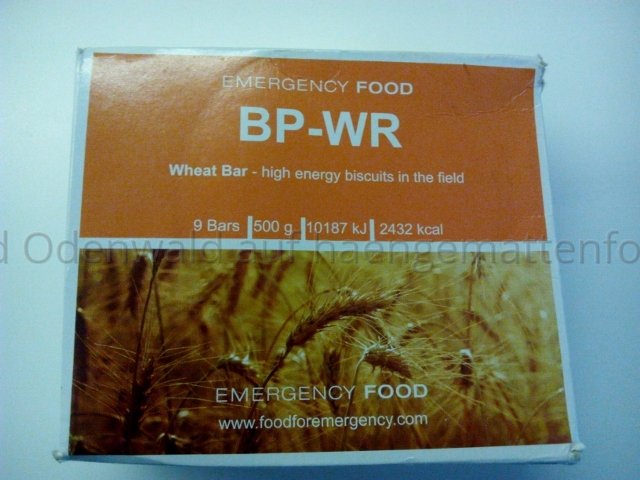 EMERGENCY FOOD
BP-WR
Wheat Bar - high energy biscuits in the field
9 Bars | 500 g | 10187 kJ | 2432 kcal
d Odenwald auf haengemattenfo
EMERGENCY FOOD
www.foodforemergency.com